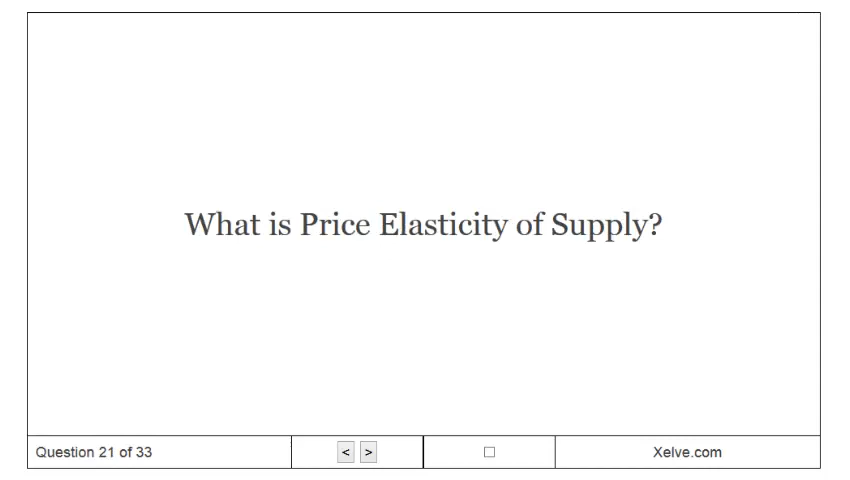 What is Price Elasticity of Supply?
Question 21 of 33
< >
Xelve.com